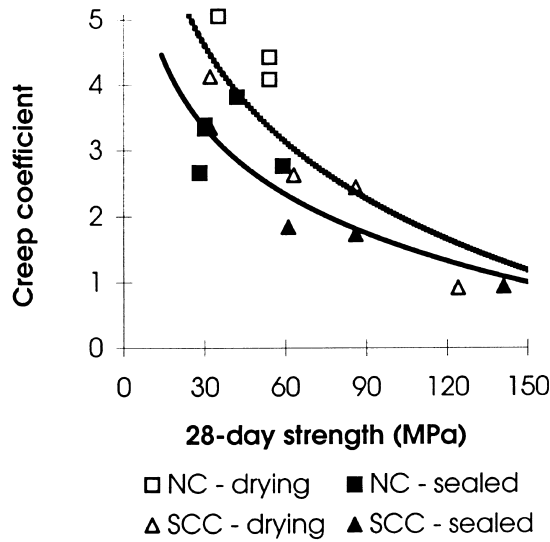 5
4
3
2
1
0
Creep coefficient
0 30 60 90 120 150
28-day strength (MPa)
NC - drying NC - sealed
SCC - drying SCC - sealed